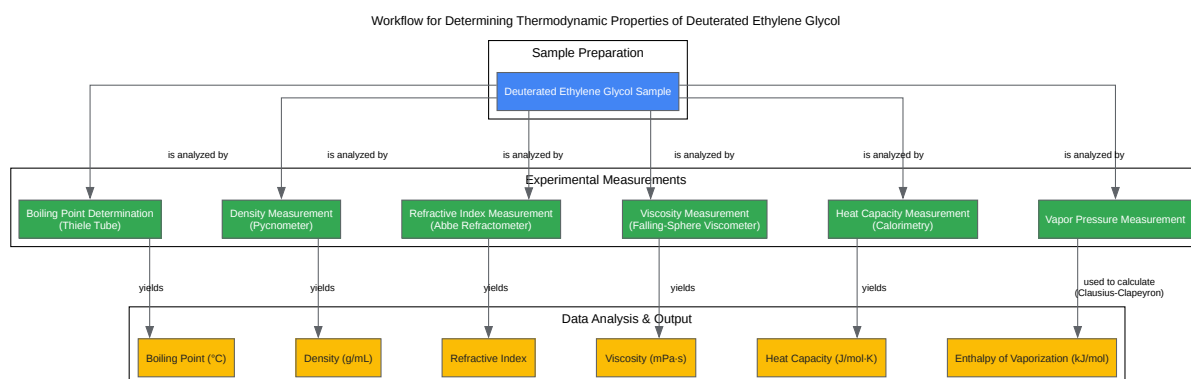 Workflow for Determining Thermodynamic Properties of Deuterated Ethylene Glycol
Sample Preparation
Deuterated Ethylene Glycol Sample
is analyzed by
is analyzed by
is analyzed by
is analyzed by
is analyzed by
is analyzed by
Experimental Measurements
Boiling Point Determination
(Thiele Tube)
Density Measurement
(Pycnometer)
Refractive Index Measurement
(Abbe Refractometer)
Viscosity Measurement
(Falling-Sphere Viscometer)
Heat Capacity Measurement
(Calorimetry)
Vapor Pressure Measurement
yields
yields
yields
yields
yields
used to calculate
(Clausius-Clapeyron)
Data Analysis & Output
Boiling Point (°C)
Density (g/mL)
Refractive Index
Viscosity (mPa·s)
Heat Capacity (J/mol·K)
Enthalpy of Vaporization (kJ/mol)